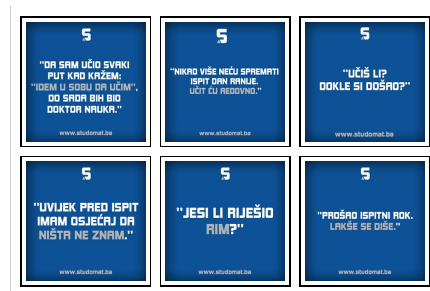 "DA SAM UČIO SVAKI
PUT KAD KAŽEM:
"IDEM U SOBU DA UČIM",
DO SADA BIH BIO
DOKTOR NAUKA."
www.studomat.ba
"NIKAD VIŠE NEĆU SPREMATI
ISPIT DAN RANIJE.
UČIT ĆU REDOVNO."
www.studomat.ba
"UČIŠ LI?
DOKLE SI DOŠAO?"
www.studomat.ba
"UVIJEK PRED ISPIT
IMAM OSJEĆAJ DA
NIŠTA NE ZNAM."
www.studomat.ba
"JESI LI RIJEŠIO
RIM?"
www.studomat.ba
"PROŠAO ISPITNI ROK.
LAKŠE SE DIŠE."
www.studomat.ba